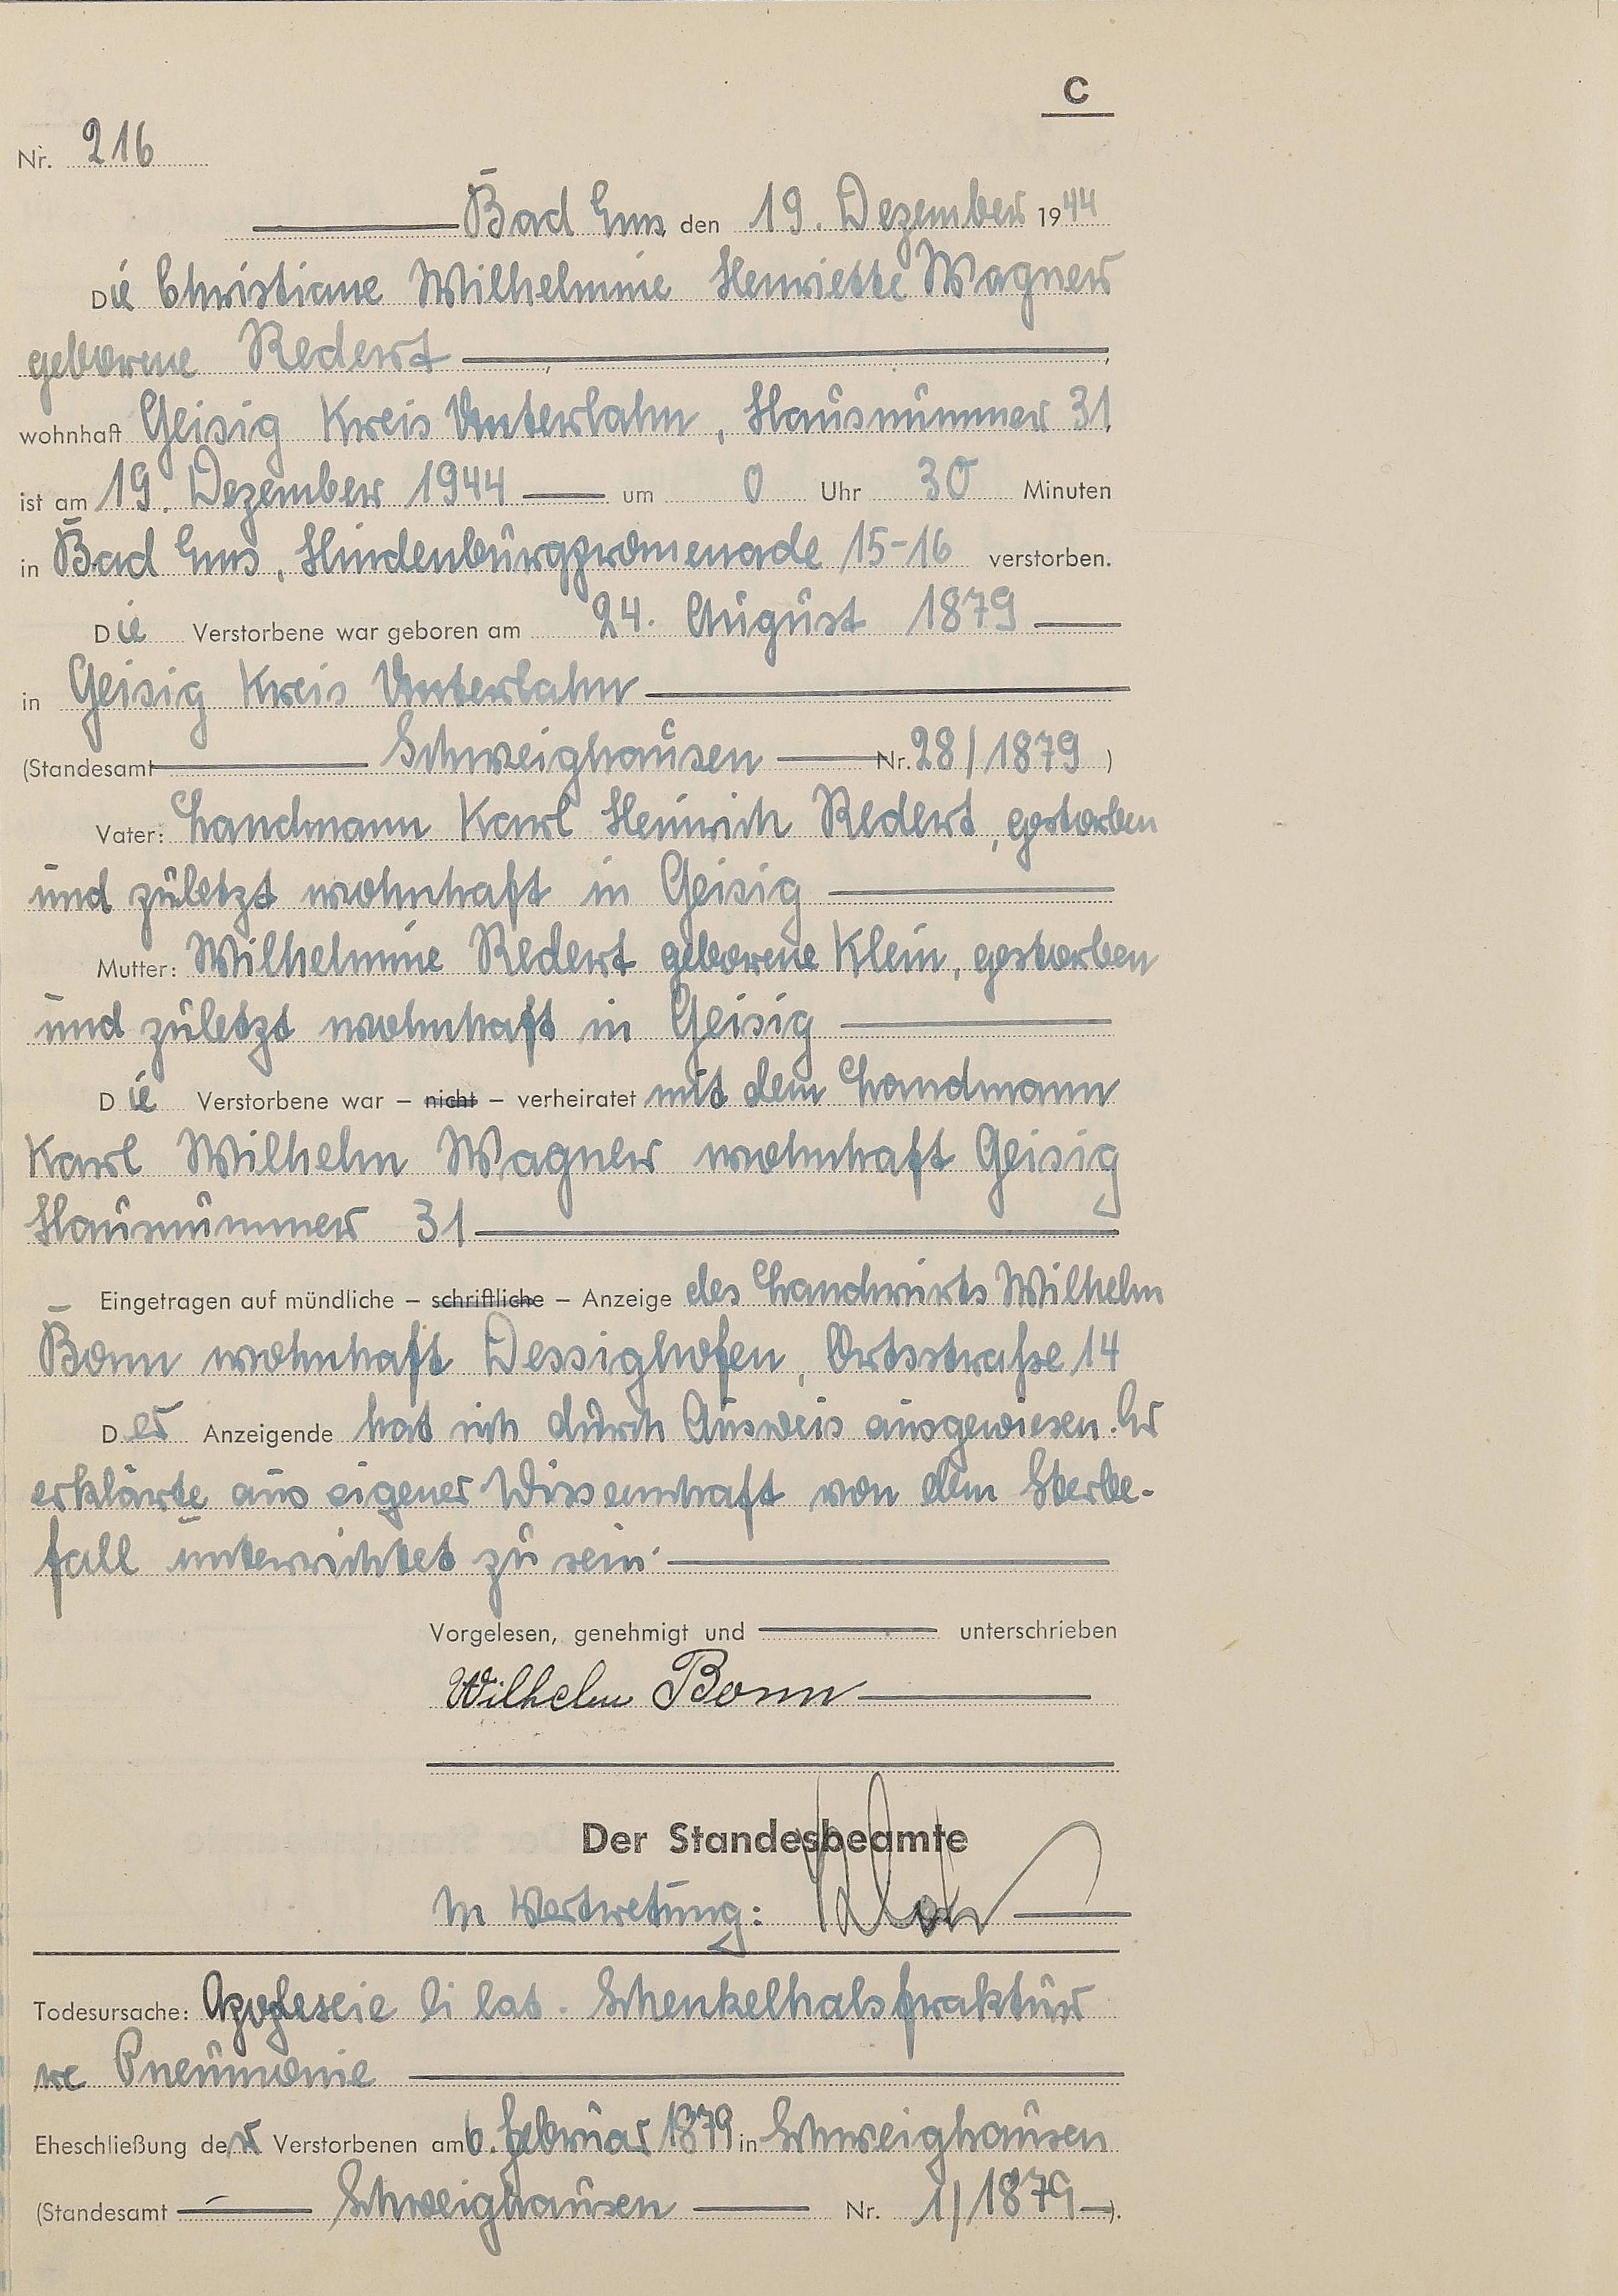 C
Nr. 216
Bad Ems, den 19. Dezember 1944
Die Christiane Wilhelmine Henriette Wagner
geborene Redert
wohnhaft Geisig Kreis Unterlahn, Hausnummer 31
ist am 19. Dezember 1944 um 0 Uhr 30 Minuten
in Bad Ems, Hindenburgpromenade 15-16 verstorben.
Die Verstorbene war geboren am 24. August 1879
in Geisig Kreis Unterlahn
(Standesamt Schweighausen Nr. 28/1879)
Vater: Landmann Karl Heinrich Redert, gestorben
und zuletzt wohnhaft in Geisig
Mutter: Wilhelmine Redert geborene Klein, gestorben
und zuletzt wohnhaft in Geisig
Die Verstorbene war – nicht – verheiratet mit dem Landmann
Karl Wilhelm Wagner wohnhaft Geisig
Hausnummer 31
Eingetragen auf mündliche – schriftliche – Anzeige des Landwirts Wilhelm
Bonn wohnhaft Dessighofen, Ortsstraße 14
Der Anzeigende hat sich durch Ausweis ausgewiesen. Er
erklärte aus eigener Wissenschaft von dem Sterbe-
fall unterrichtet zu sein.
Vorgelesen, genehmigt und unterschrieben
Wilhelm Bonn
Der Standesbeamte
In Vertretung:
Todesursache: li lat. Schenkelhalsfraktur
Pneumonie
Eheschließung der Verstorbenen am 6. Februar 1879 in Schweighausen
(Standesamt Schweighausen Nr. 1/1879).